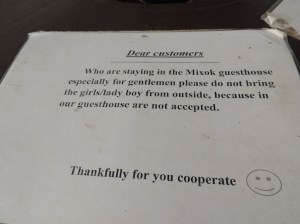 Dear customers
Who are staying in the Mixok guesthouse
especially for gentlemen please do not bring
the girls/lady boy from outside, because in
our guesthouse are not accepted.
Thankfully for you cooperate